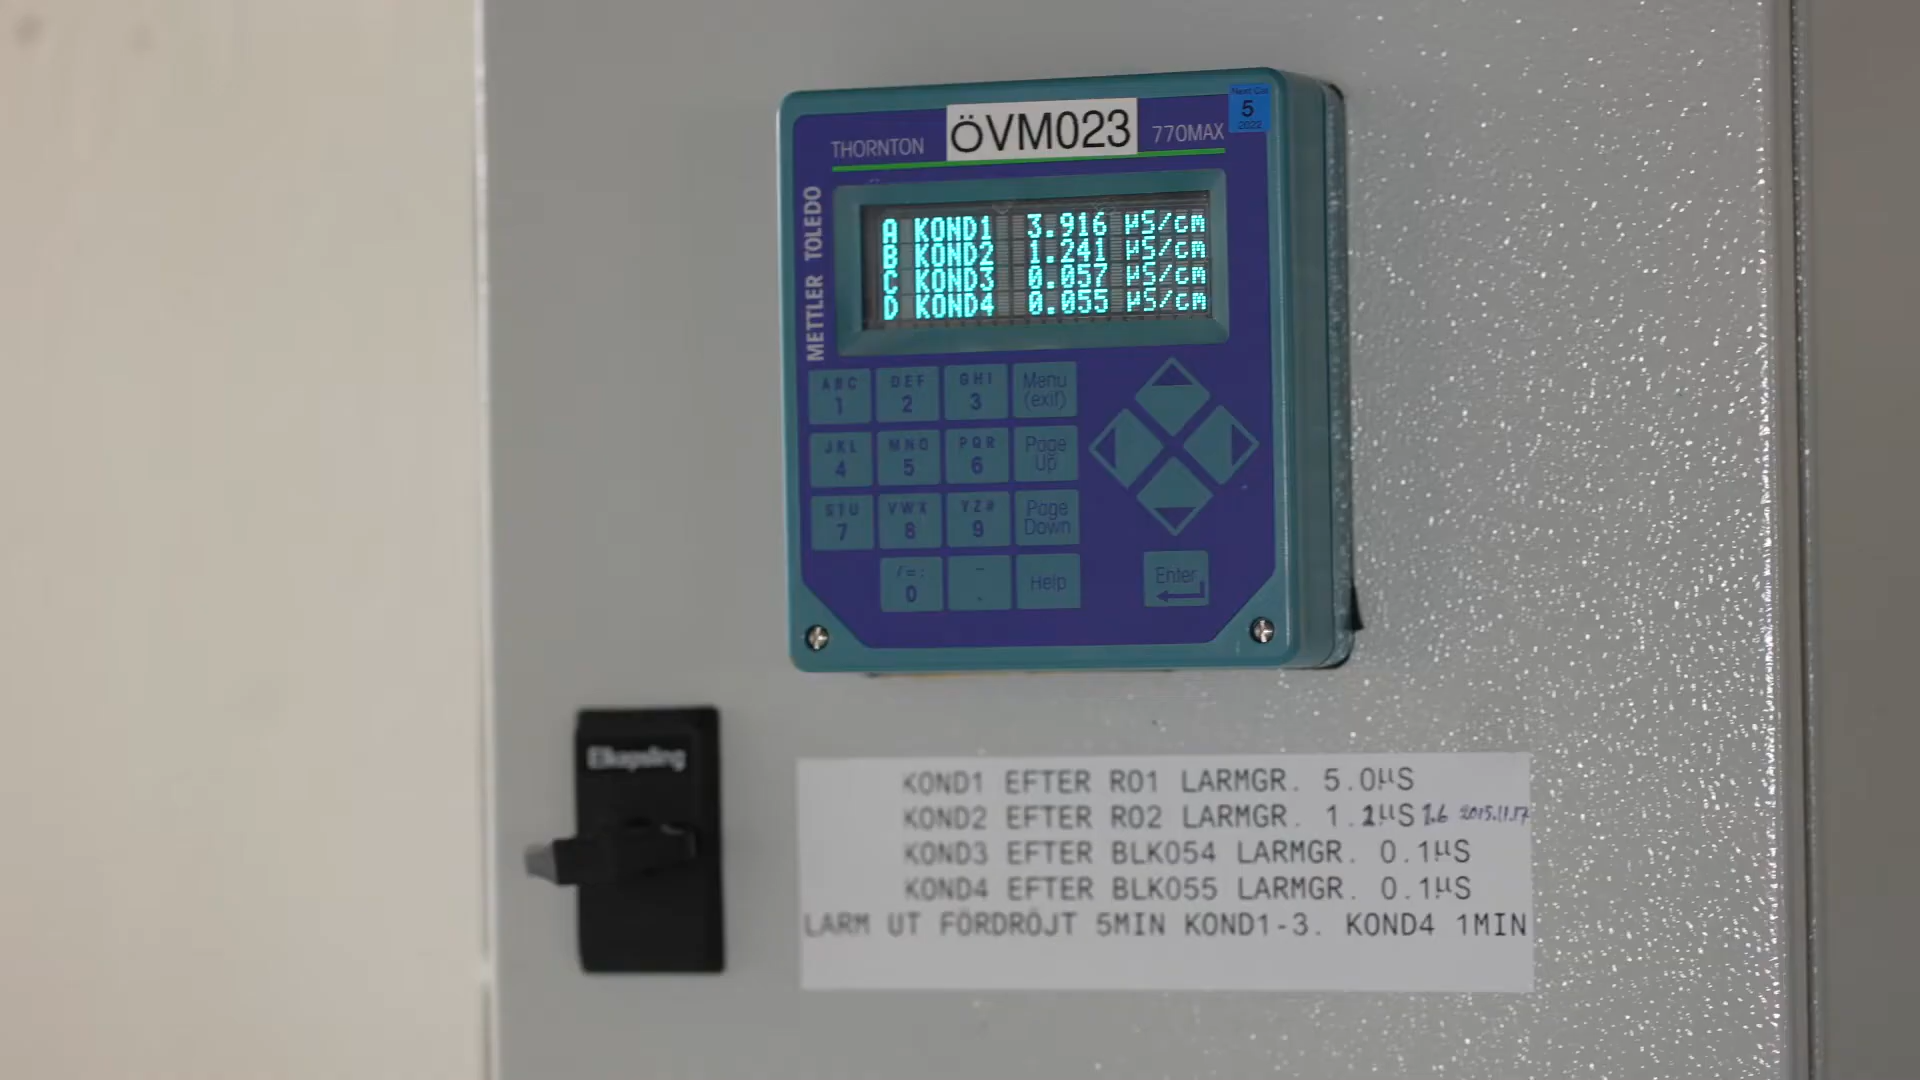 Next Cal
5
2022
THORNTON
ÖVM023
770MAX
METTLER TOLEDO
A KOND1 3.916 µS/cm
B KOND2 1.241 µS/cm
C KOND3 0.057 µS/cm
D KOND4 0.055 µS/cm
ABC DEF GHI Menu
1 2 3 (exit)
JKL MNO PQR Page
4 5 6 Up
STU VWX YZ# Page
7 8 9 Down
/=: - Help
0 .
Enter
Elkapsling
KOND1 EFTER RO1 LARMGR. 5.0µS
KOND2 EFTER RO2 LARMGR. 1.2µS 1.6 2015.11.17
KOND3 EFTER BLK054 LARMGR. 0.1µS
KOND4 EFTER BLK055 LARMGR. 0.1µS
LARM UT FÖRDRÖJT 5MIN KOND1-3. KOND4 1MIN